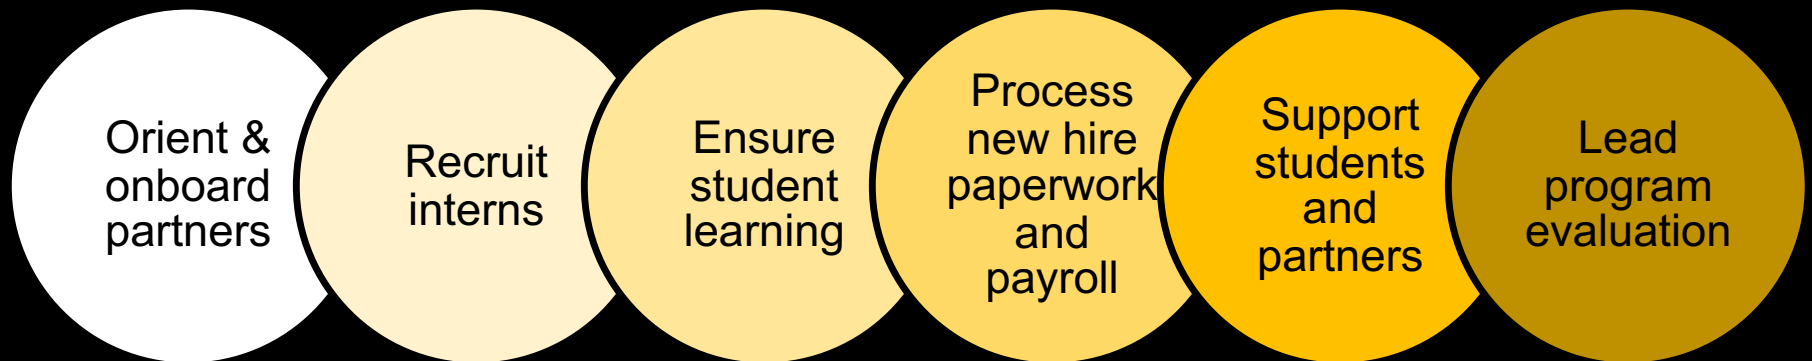 Orient &
onboard
partners
Recruit
interns
Ensure
student
learning
Process
new hire
paperwork
and
payroll
Support
students
and
partners
Lead
program
evaluation